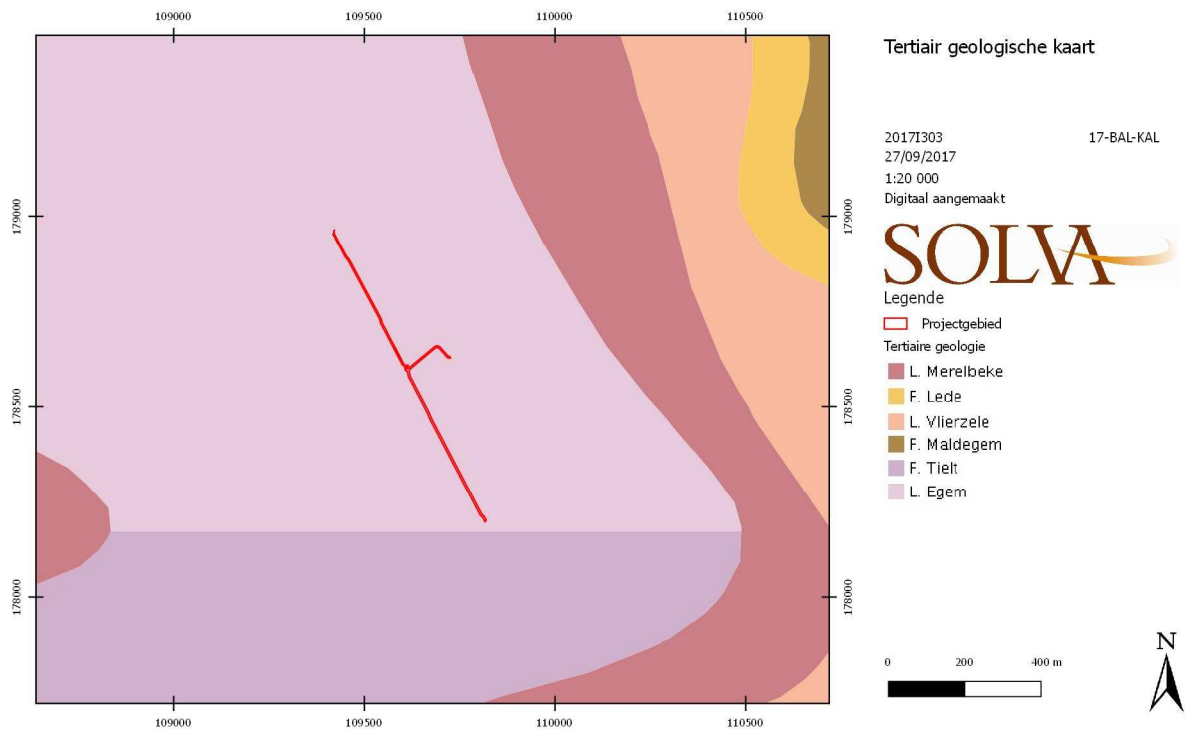 109000 109500 110000 110500
179000
178500
178000
179000
178500
178000
109000 109500 110000 110500
Tertiair geologische kaart
2017I303 17-BAL-KAL
27/09/2017
1:20 000
Digitaal aangemaakt
SOLVA
Legende
Projectgebied
Tertiaire geologie
L. Merelbeke
F. Lede
L. Vlierzele
F. Maldegem
F. Tielt
L. Egem
0 200 400 m
N